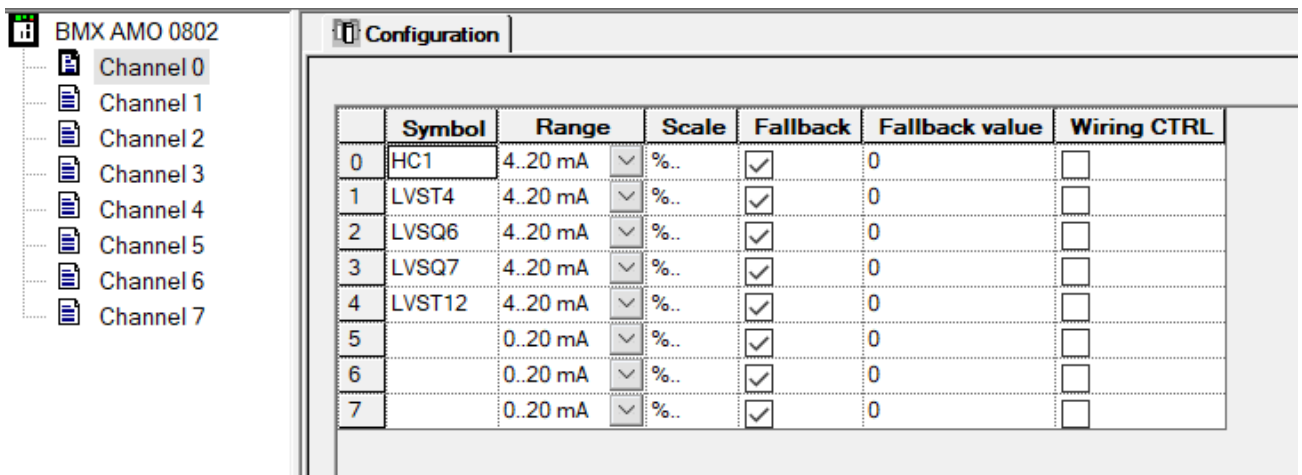 BMX AMO 0802
Channel 0
Channel 1
Channel 2
Channel 3
Channel 4
Channel 5
Channel 6
Channel 7
Configuration
Symbol Range Scale Fallback Fallback value Wiring CTRL
0 HC1 4..20 mA %.. 0
1 LVST4 4..20 mA %.. 0
2 LVSQ6 4..20 mA %.. 0
3 LVSQ7 4..20 mA %.. 0
4 LVST12 4..20 mA %.. 0
5 0..20 mA %.. 0
6 0..20 mA %.. 0
7 0..20 mA %.. 0